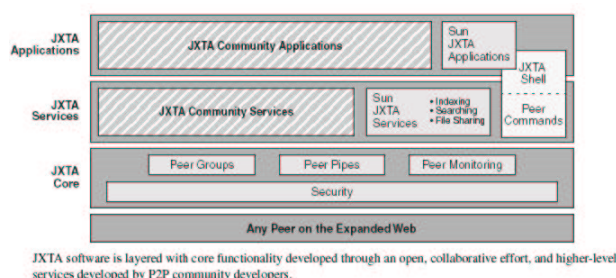 JXTA
Applications
JXTA Community Applications
Sun
JXTA
Applications
JXTA
Shell
Peer
Commands
JXTA
Services
JXTA Community Services
Sun
JXTA
Services
• Indexing
• Searching
• File Sharing
JXTA
Core
Peer Groups
Peer Pipes
Peer Monitoring
Security
Any Peer on the Expanded Web
JXTA software is layered with core functionality developed through an open, collaborative effort, and higher-level
services developed by P2P community developers.